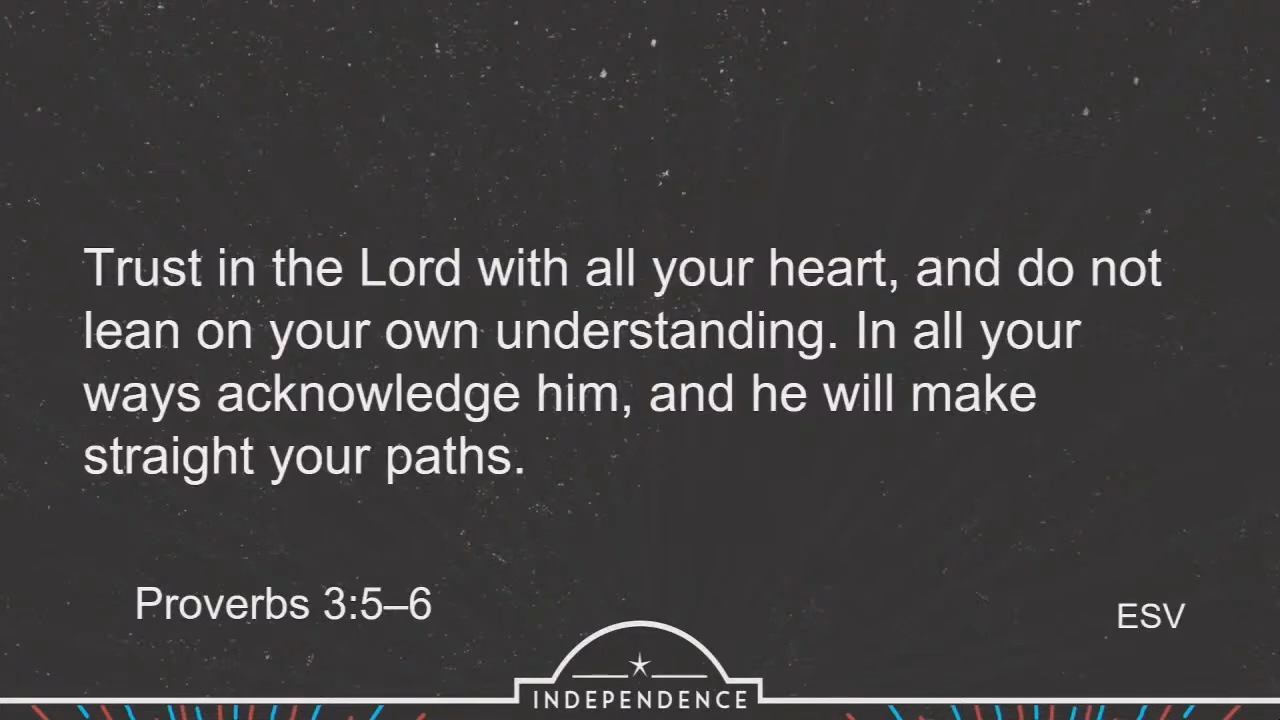 Trust in the Lord with all your heart, and do not
lean on your own understanding. In all your
ways acknowledge him, and he will make
straight your paths.
Proverbs 3:5–6
ESV
INDEPENDENCE